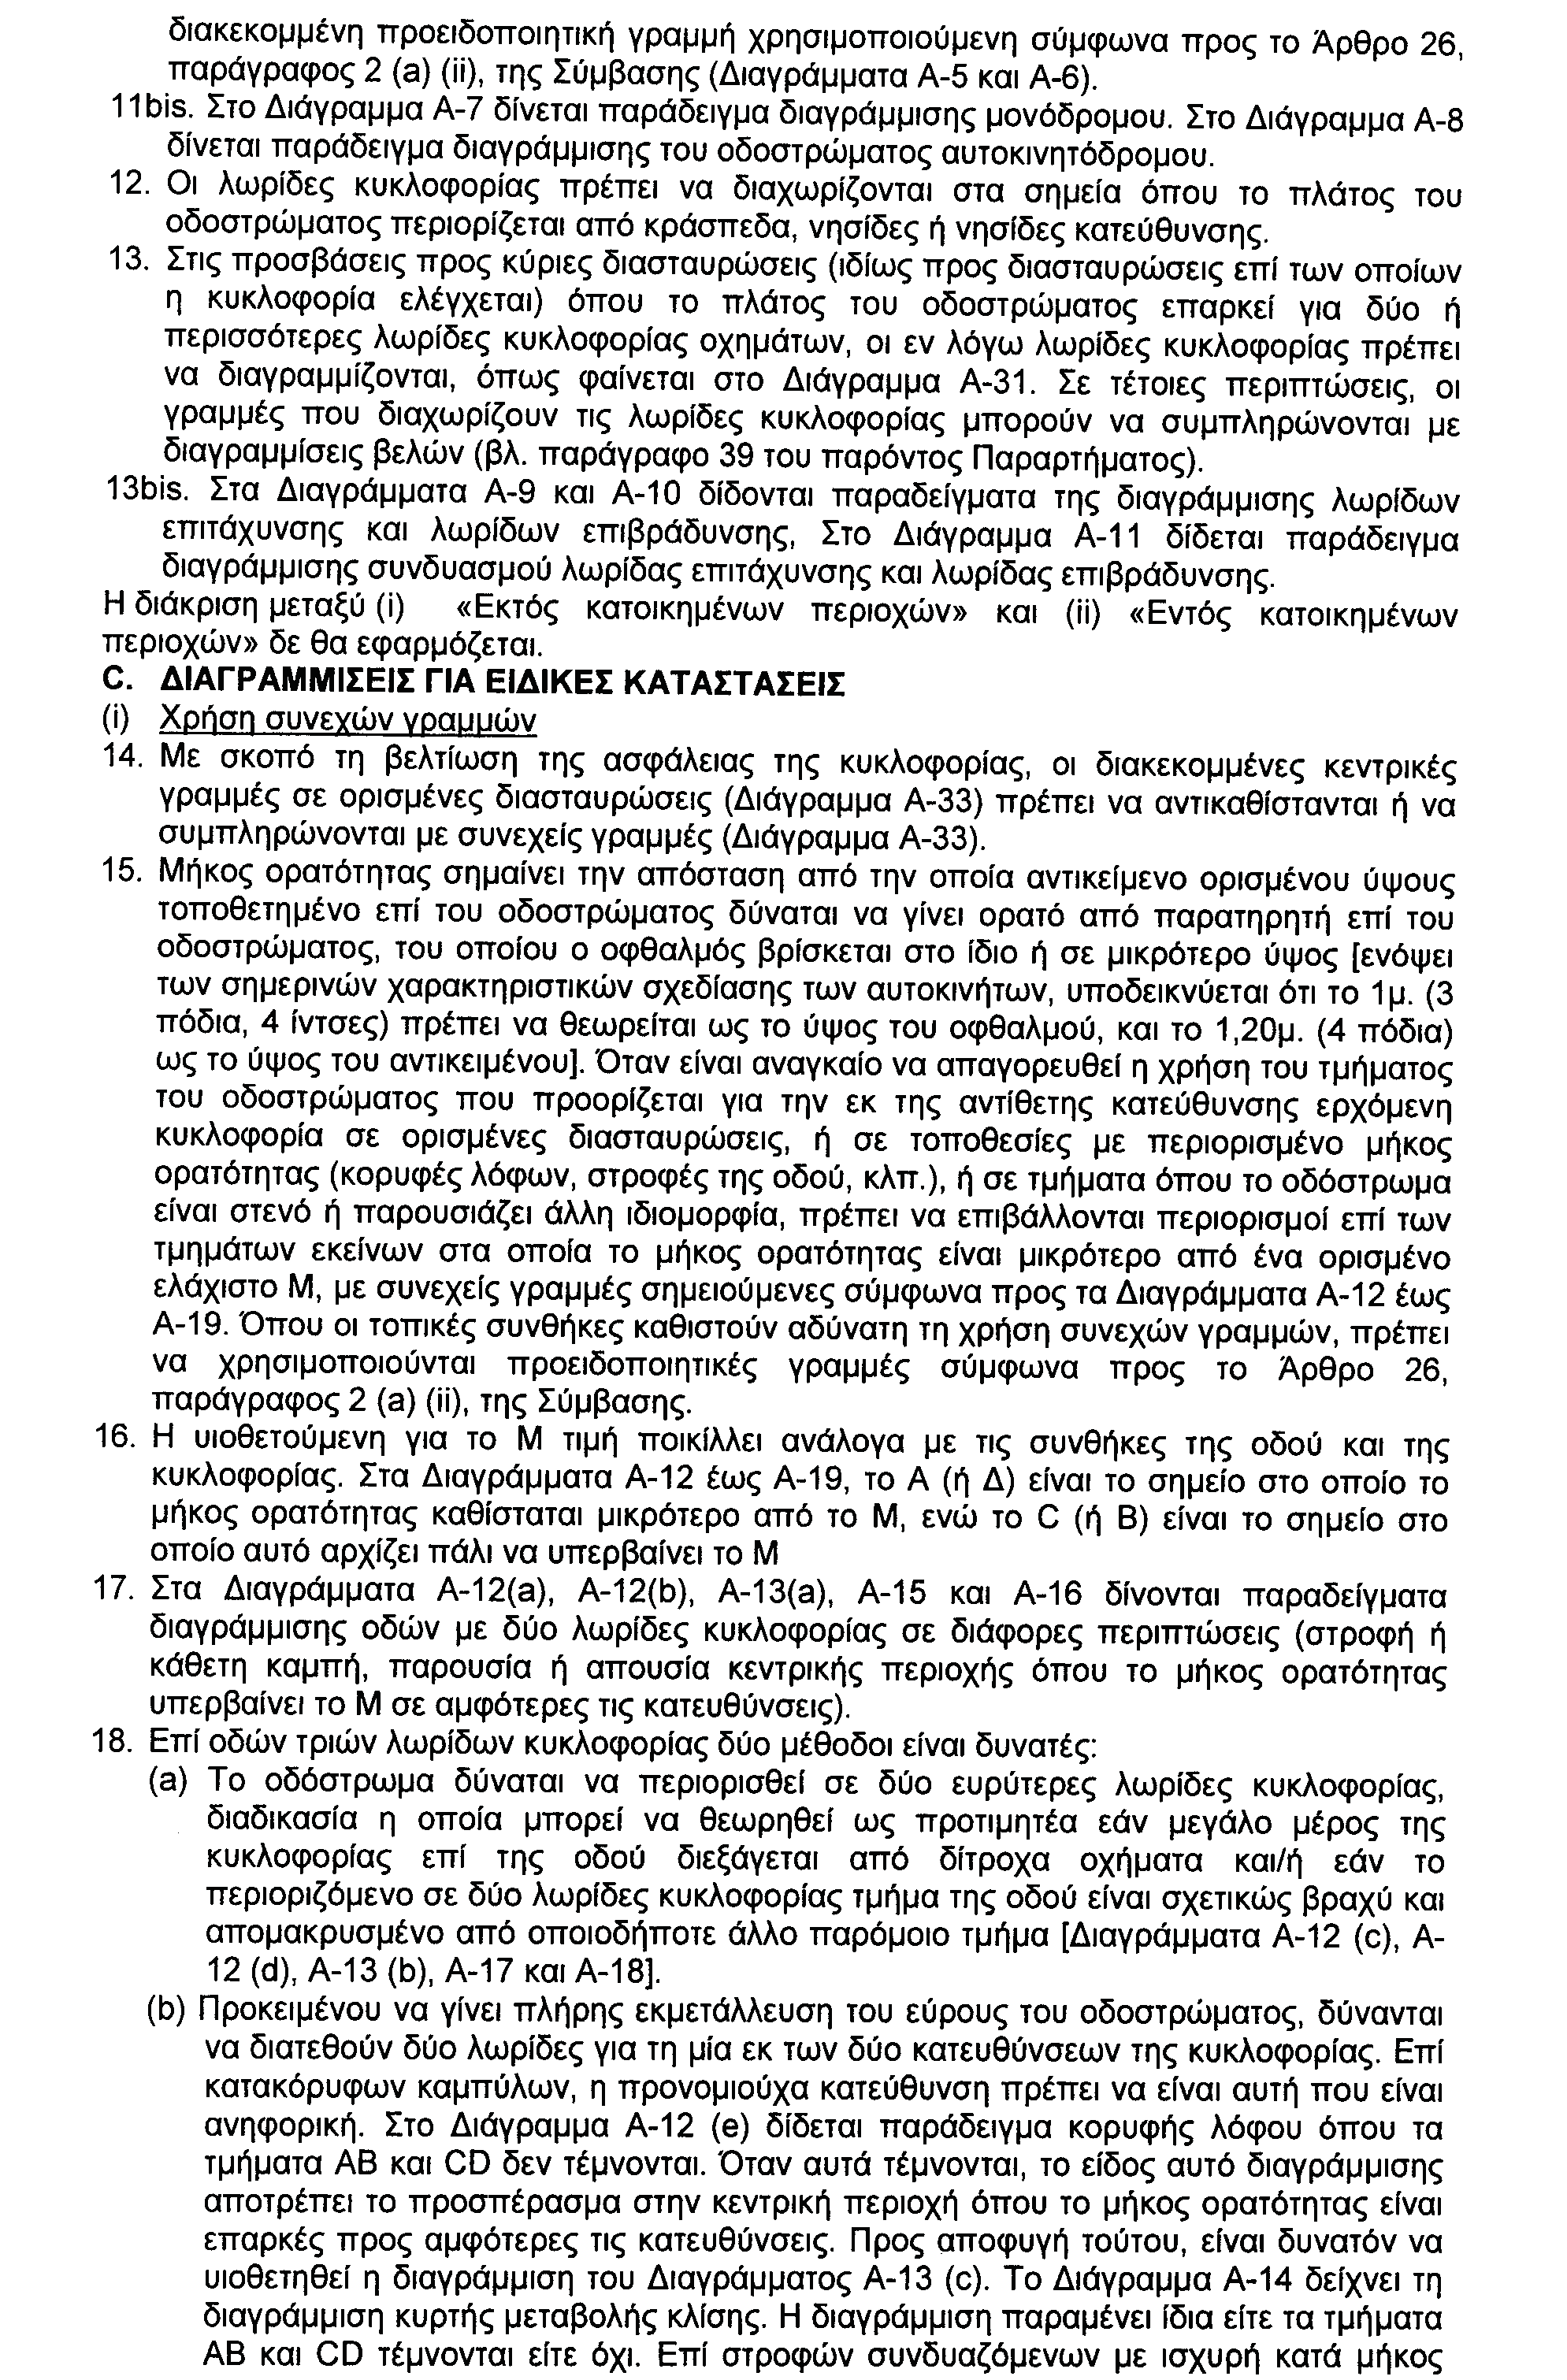 διακεκομμένη προειδοποιητική γραμμή χρησιμοποιούμενη σύμφωνα προς το Άρθρο 26,
παράγραφος 2 (a) (ii), της Σύμβασης (Διαγράμματα Α-5 και Α-6).
11bis. Στο Διάγραμμα Α-7 δίνεται παράδειγμα διαγράμμισης μονόδρομου. Στο Διάγραμμα Α-8
δίνεται παράδειγμα διαγράμμισης του οδοστρώματος αυτοκινητόδρομου.
12. Οι λωρίδες κυκλοφορίας πρέπει να διαχωρίζονται στα σημεία όπου το πλάτος του
οδοστρώματος περιορίζεται από κράσπεδα, νησίδες ή νησίδες κατεύθυνσης.
13. Στις προσβάσεις προς κύριες διασταυρώσεις (ιδίως προς διασταυρώσεις επί των οποίων
η κυκλοφορία ελέγχεται) όπου το πλάτος του οδοστρώματος επαρκεί για δύο ή
περισσότερες λωρίδες κυκλοφορίας οχημάτων, οι εν λόγω λωρίδες κυκλοφορίας πρέπει
να διαγραμμίζονται, όπως φαίνεται στο Διάγραμμα Α-31. Σε τέτοιες περιπτώσεις, οι
γραμμές που διαχωρίζουν τις λωρίδες κυκλοφορίας μπορούν να συμπληρώνονται με
διαγραμμίσεις βελών (βλ. παράγραφο 39 του παρόντος Παραρτήματος).
13bis. Στα Διαγράμματα Α-9 και Α-10 δίδονται παραδείγματα της διαγράμμισης λωρίδων
επιτάχυνσης και λωρίδων επιβράδυνσης, Στο Διάγραμμα Α-11 δίδεται παράδειγμα
διαγράμμισης συνδυασμού λωρίδας επιτάχυνσης και λωρίδας επιβράδυνσης.
Η διάκριση μεταξύ (i) «Εκτός κατοικημένων περιοχών» και (ii) «Εντός κατοικημένων
περιοχών» δε θα εφαρμόζεται.
C. ΔΙΑΓΡΑΜΜΙΣΕΙΣ ΓΙΑ ΕΙΔΙΚΕΣ ΚΑΤΑΣΤΑΣΕΙΣ
(i) Χρήση συνεχών γραμμών
14. Με σκοπό τη βελτίωση της ασφάλειας της κυκλοφορίας, οι διακεκομμένες κεντρικές
γραμμές σε ορισμένες διασταυρώσεις (Διάγραμμα Α-33) πρέπει να αντικαθίστανται ή να
συμπληρώνονται με συνεχείς γραμμές (Διάγραμμα Α-33).
15. Μήκος ορατότητας σημαίνει την απόσταση από την οποία αντικείμενο ορισμένου ύψους
τοποθετημένο επί του οδοστρώματος δύναται να γίνει ορατό από παρατηρητή επί του
οδοστρώματος, του οποίου ο οφθαλμός βρίσκεται στο ίδιο ή σε μικρότερο ύψος [ενόψει
των σημερινών χαρακτηριστικών σχεδίασης των αυτοκινήτων, υποδεικνύεται ότι το 1μ. (3
πόδια, 4 ίντσες) πρέπει να θεωρείται ως το ύψος του οφθαλμού, και το 1,20μ. (4 πόδια)
ως το ύψος του αντικειμένου]. Όταν είναι αναγκαίο να απαγορευθεί η χρήση του τμήματος
του οδοστρώματος που προορίζεται για την εκ της αντίθετης κατεύθυνσης ερχόμενη
κυκλοφορία σε ορισμένες διασταυρώσεις, ή σε τοποθεσίες με περιορισμένο μήκος
ορατότητας (κορυφές λόφων, στροφές της οδού, κλπ.), ή σε τμήματα όπου το οδόστρωμα
είναι στενό ή παρουσιάζει άλλη ιδιομορφία, πρέπει να επιβάλλονται περιορισμοί επί των
τμημάτων εκείνων στα οποία το μήκος ορατότητας είναι μικρότερο από ένα ορισμένο
ελάχιστο Μ, με συνεχείς γραμμές σημειούμενες σύμφωνα προς τα Διαγράμματα Α-12 έως
Α-19. Όπου οι τοπικές συνθήκες καθιστούν αδύνατη τη χρήση συνεχών γραμμών, πρέπει
να χρησιμοποιούνται προειδοποιητικές γραμμές σύμφωνα προς το Άρθρο 26,
παράγραφος 2 (a) (ii), της Σύμβασης.
16. Η υιοθετούμενη για το Μ τιμή ποικίλλει ανάλογα με τις συνθήκες της οδού και της
κυκλοφορίας. Στα Διαγράμματα Α-12 έως Α-19, το Α (ή Δ) είναι το σημείο στο οποίο το
μήκος ορατότητας καθίσταται μικρότερο από το Μ, ενώ το C (ή Β) είναι το σημείο στο
οποίο αυτό αρχίζει πάλι να υπερβαίνει το Μ
17. Στα Διαγράμματα Α-12(a), Α-12(b), Α-13(a), Α-15 και Α-16 δίνονται παραδείγματα
διαγράμμισης οδών με δύο λωρίδες κυκλοφορίας σε διάφορες περιπτώσεις (στροφή ή
κάθετη καμπή, παρουσία ή απουσία κεντρικής περιοχής όπου το μήκος ορατότητας
υπερβαίνει το Μ σε αμφότερες τις κατευθύνσεις).
18. Επί οδών τριών λωρίδων κυκλοφορίας δύο μέθοδοι είναι δυνατές:
(a) Το οδόστρωμα δύναται να περιορισθεί σε δύο ευρύτερες λωρίδες κυκλοφορίας,
διαδικασία η οποία μπορεί να θεωρηθεί ως προτιμητέα εάν μεγάλο μέρος της
κυκλοφορίας επί της οδού διεξάγεται από δίτροχα οχήματα και/ή εάν το
περιοριζόμενο σε δύο λωρίδες κυκλοφορίας τμήμα της οδού είναι σχετικώς βραχύ και
απομακρυσμένο από οποιοδήποτε άλλο παρόμοιο τμήμα [Διαγράμματα Α-12 (c), Α-
12 (d), Α-13 (b), Α-17 και Α-18].
(b) Προκειμένου να γίνει πλήρης εκμετάλλευση του εύρους του οδοστρώματος, δύνανται
να διατεθούν δύο λωρίδες για τη μία εκ των δύο κατευθύνσεων της κυκλοφορίας. Επί
κατακόρυφων καμπύλων, η προνομιούχα κατεύθυνση πρέπει να είναι αυτή που είναι
ανηφορική. Στο Διάγραμμα Α-12 (e) δίδεται παράδειγμα κορυφής λόφου όπου τα
τμήματα ΑΒ και CD δεν τέμνονται. Όταν αυτά τέμνονται, το είδος αυτό διαγράμμισης
αποτρέπει το προσπέρασμα στην κεντρική περιοχή όπου το μήκος ορατότητας είναι
επαρκές προς αμφότερες τις κατευθύνσεις. Προς αποφυγή τούτου, είναι δυνατόν να
υιοθετηθεί η διαγράμμιση του Διαγράμματος Α-13 (c). Το Διάγραμμα Α-14 δείχνει τη
διαγράμμιση κυρτής μεταβολής κλίσης. Η διαγράμμιση παραμένει ίδια είτε τα τμήματα
ΑΒ και CD τέμνονται είτε όχι. Επί στροφών συνδυαζόμενων με ισχυρή κατά μήκος